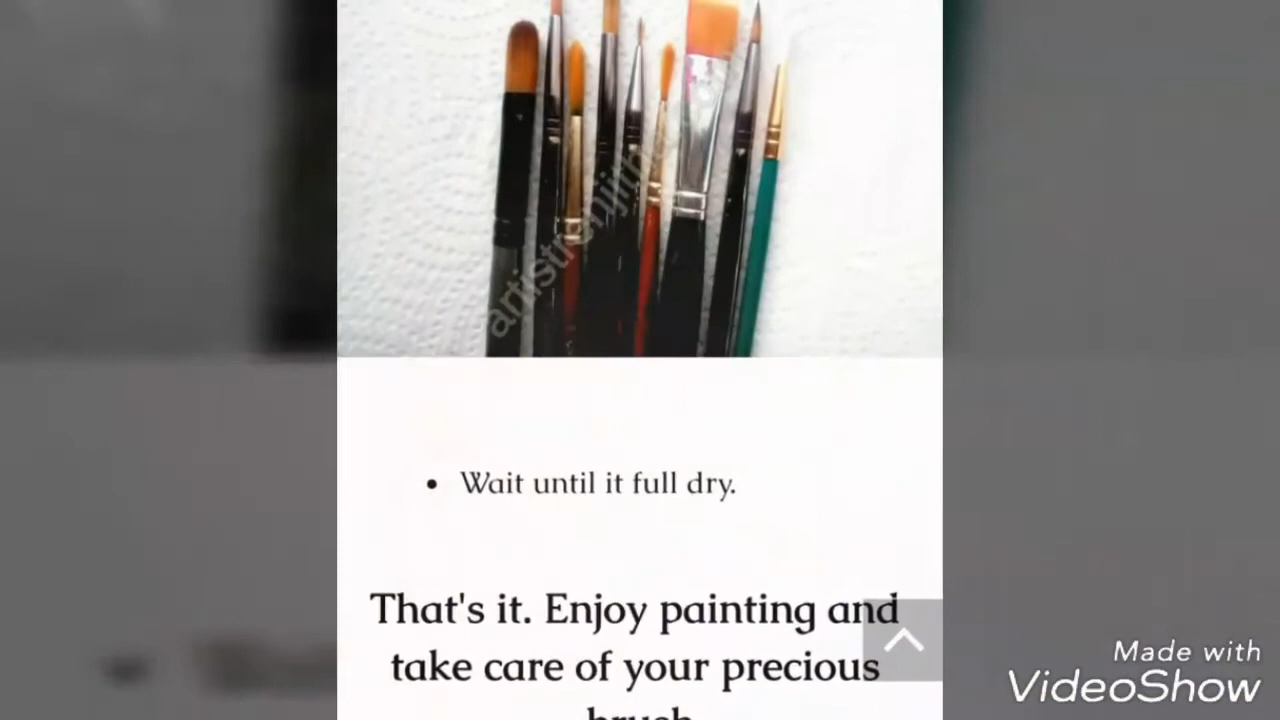 Wait until it full dry.
That's it. Enjoy painting and
take care of your precious
Made with
VideoShow